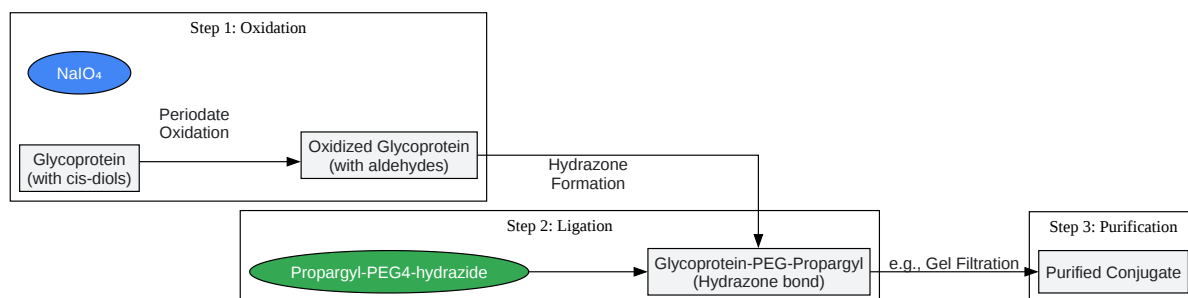 Step 1: Oxidation
NaIO₄
Periodate
Oxidation
Glycoprotein
(with cis-diols)
Oxidized Glycoprotein
(with aldehydes)
Hydrazone
Formation
Step 2: Ligation
Propargyl-PEG4-hydrazide
Glycoprotein-PEG-Propargyl
(Hydrazone bond)
e.g., Gel Filtration
Step 3: Purification
Purified Conjugate